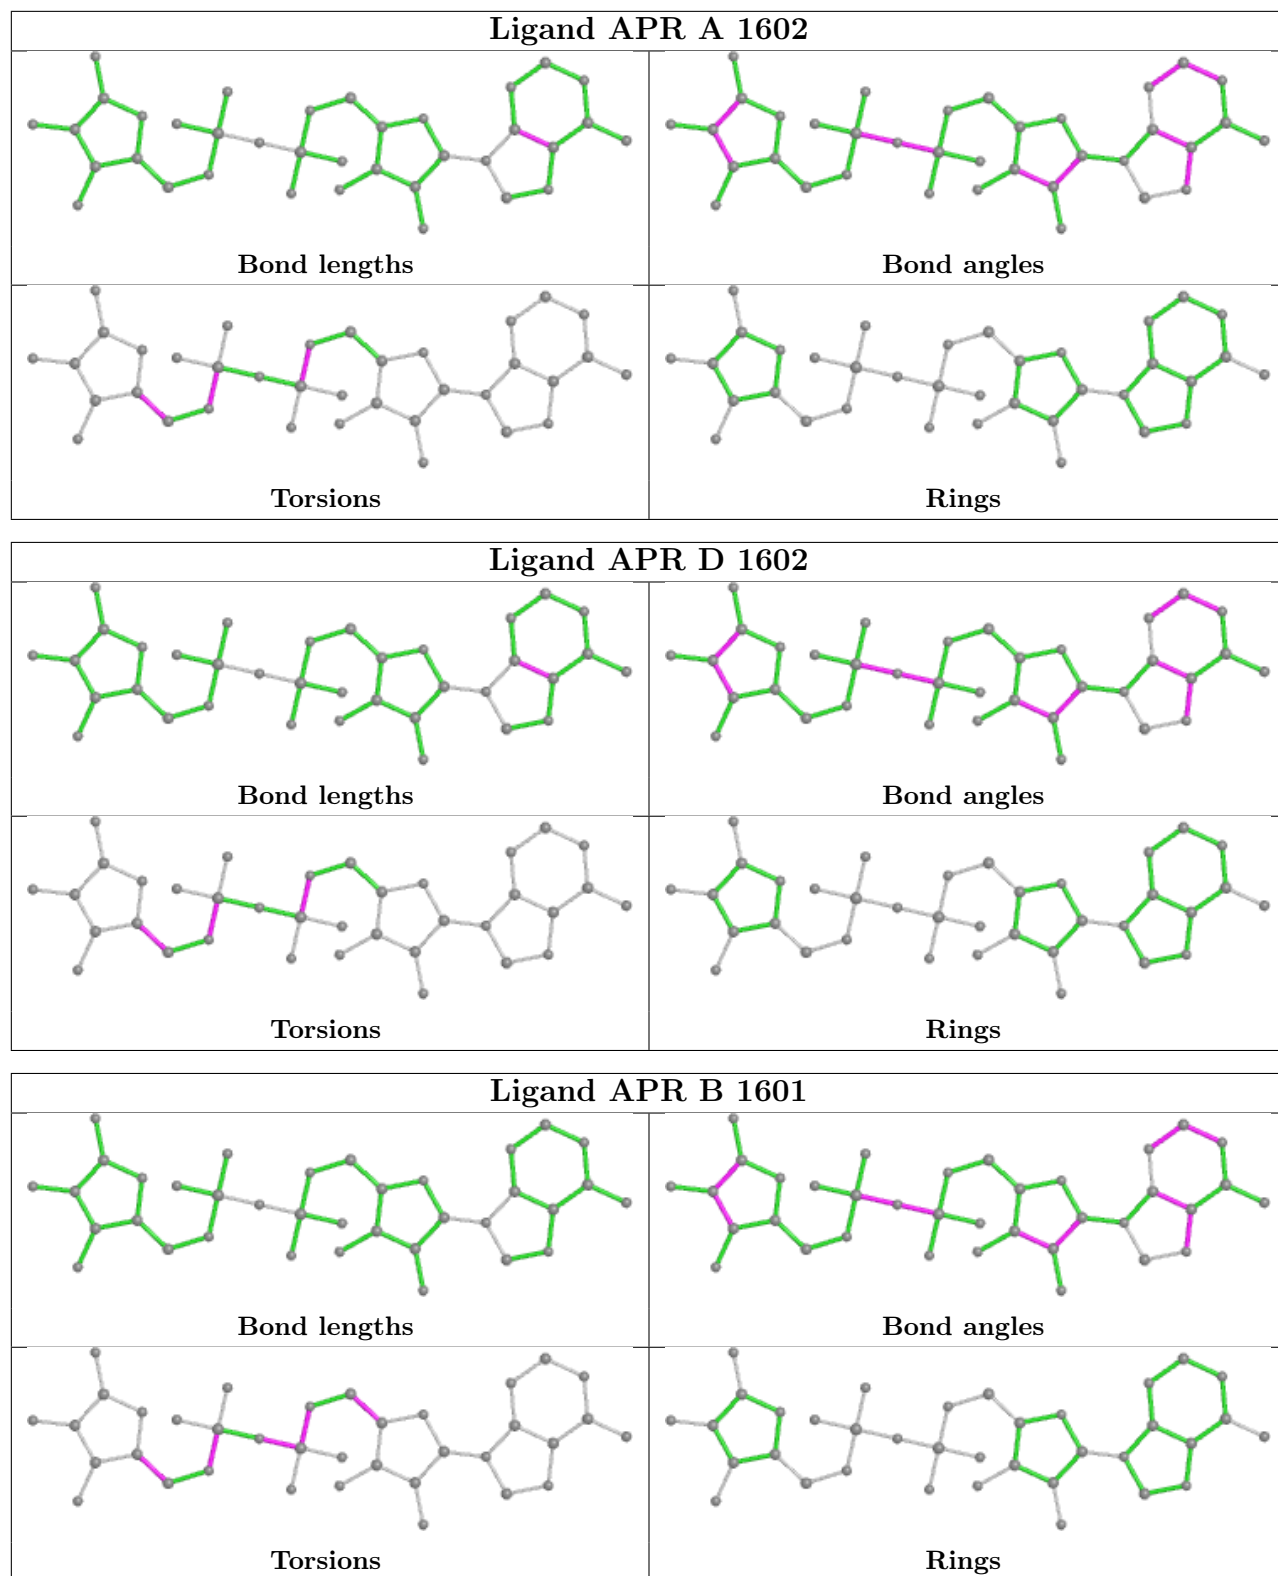 Ligand APR A 1602
Bond lengths
Bond angles
Torsions
Rings
Ligand APR D 1602
Bond lengths
Bond angles
Torsions
Rings
Ligand APR B 1601
Bond lengths
Bond angles
Torsions
Rings